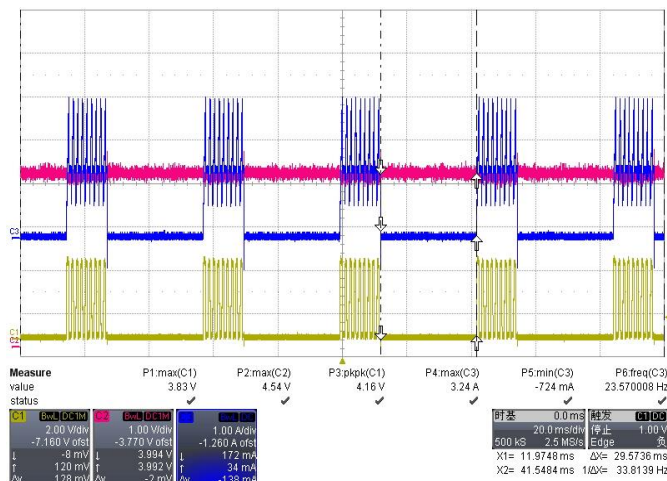 C3
C1
C2
Measure P1:max(C1) P2:max(C2) P3:pkpk(C1) P4:max(C3) P5:min(C3) P6:freq(C3)
value 3.83 V 4.54 V 4.16 V 3.24 A -724 mA 23.570008 Hz
status
C1 BwL DC1M C2 BwL DC1M 时基 0.0 ms 触发 C1 DC
2.00 V/div 1.00 V/div 1.00 A/div 20.0 ms/div 停止 1.00 V
-7.160 V ofst -3.770 V ofst -1.260 A ofst 500 kS 2.5 MS/s Edge 负
-8 mV 3.994 V 172 mA X1= 11.9748 ms ΔX= 29.5736 ms
120 mV 3.992 V 34 mA X2= 41.5484 ms 1/ΔX= 33.8139 Hz
Δy 128 mV Δy -2 mV Δy -138 mA